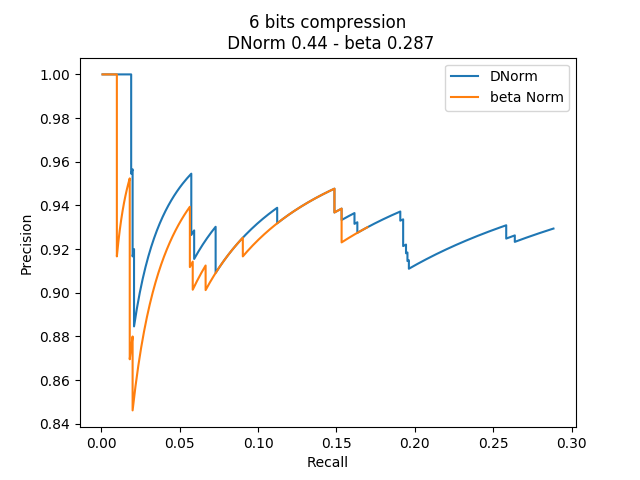 6 bits compression
DNorm 0.44 - beta 0.287
DNorm
beta Norm
Precision
1.00
0.98
0.96
0.94
0.92
0.90
0.88
0.86
0.84
0.00 0.05 0.10 0.15 0.20 0.25 0.30
Recall